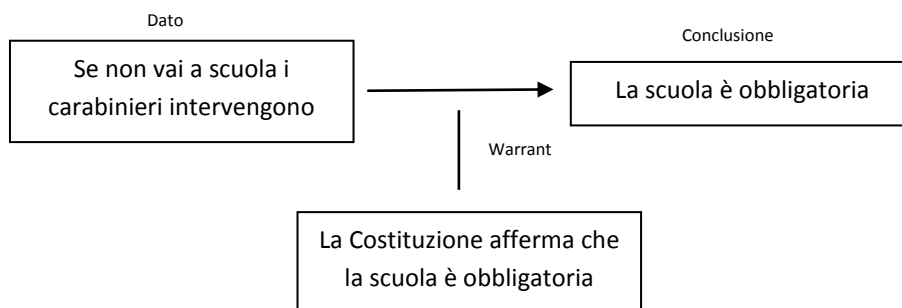 Dato
Se non vai a scuola i
carabinieri intervengono
Conclusione
La scuola è obbligatoria
Warrant
La Costituzione afferma che
la scuola è obbligatoria